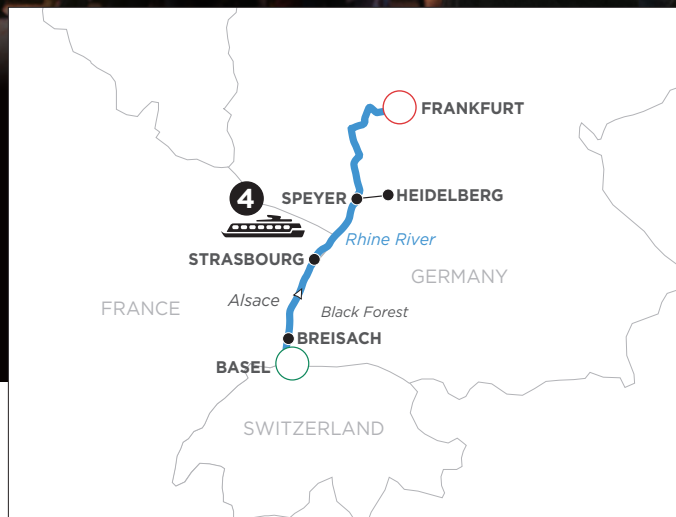 FRANKFURT
4
SPEYER
HEIDELBERG
Rhine River
STRASBOURG
GERMANY
Alsace
FRANCE
Black Forest
BREISACH
BASEL
SWITZERLAND